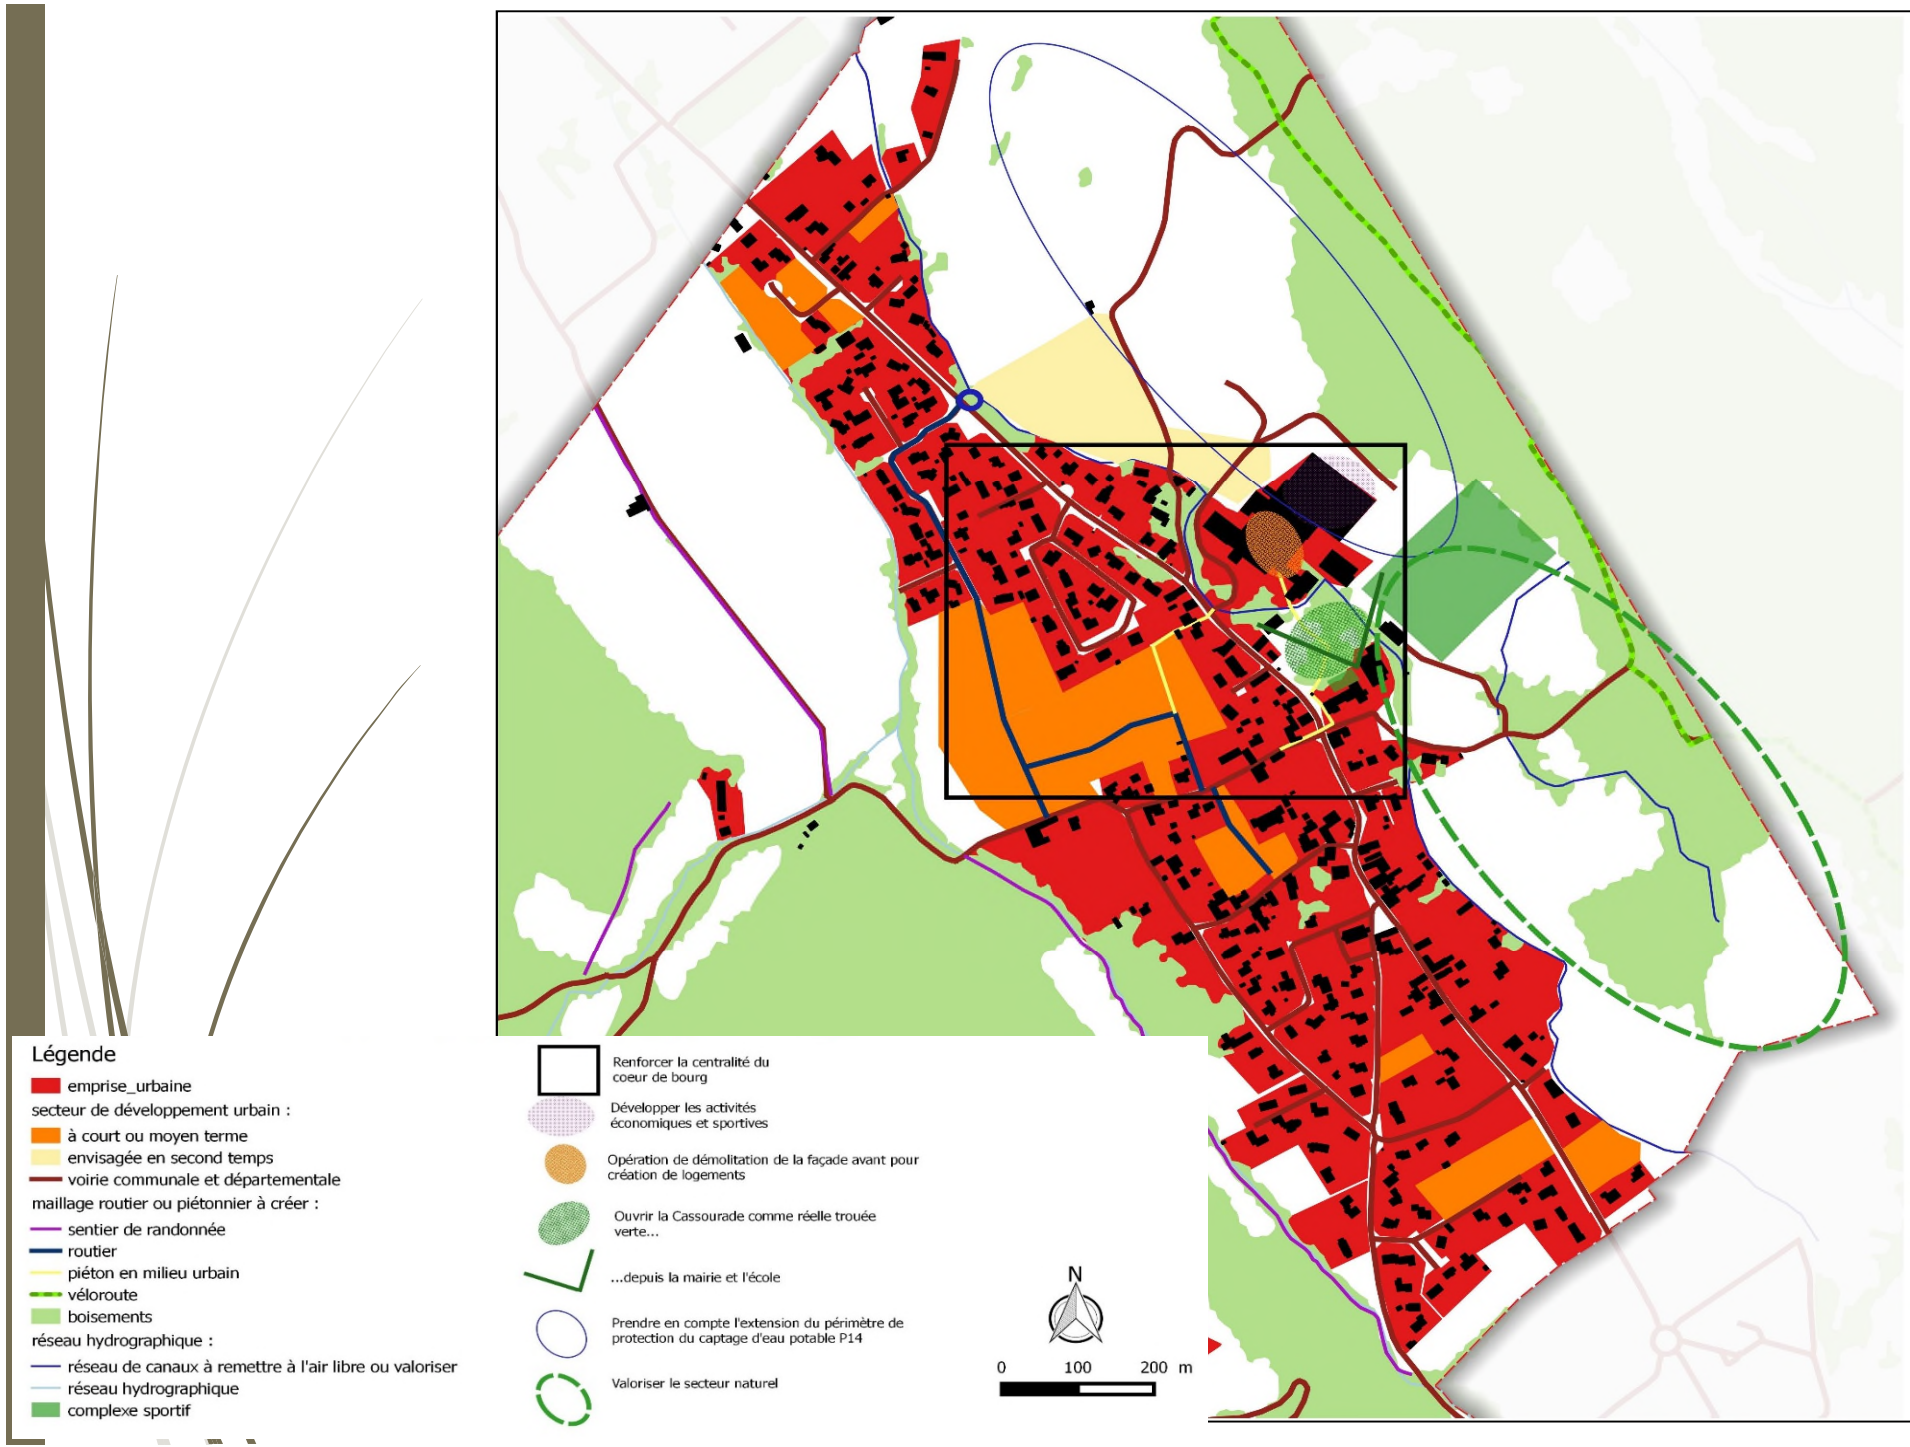 Légende
emprise_urbaine
secteur de développement urbain :
à court ou moyen terme
envisagée en second temps
voirie communale et départementale
maillage routier ou piétonnier à créer :
sentier de randonnée
routier
piéton en milieu urbain
véloroute
boisements
réseau hydrographique :
réseau de canaux à remettre à l'air libre ou valoriser
réseau hydrographique
complexe sportif
Renforcer la centralité du
coeur de bourg
Développer les activités
économiques et sportives
Opération de démolitation de la façade avant pour
création de logements
Ouvrir la Cassourade comme réelle trouée
verte...
...depuis la mairie et l'école
Prendre en compte l'extension du périmètre de
protection du captage d'eau potable P14
Valoriser le secteur naturel
N
0 100 200 m